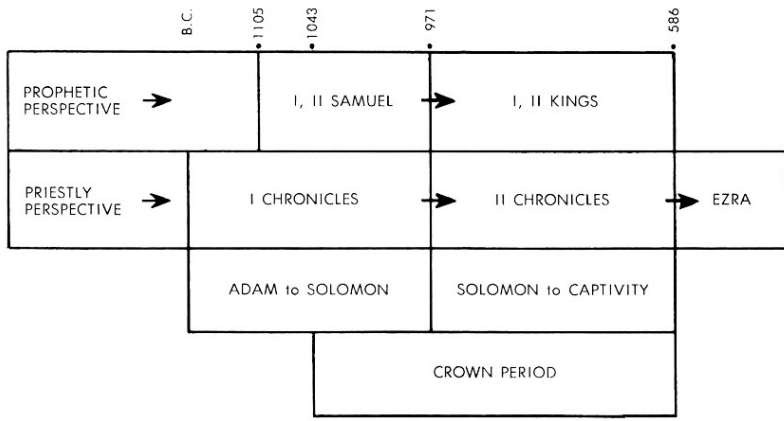 B.C.
1105
1043
971
586
PROPHETIC
PERSPECTIVE
I, II SAMUEL
I, II KINGS
PRIESTLY
PERSPECTIVE
I CHRONICLES
II CHRONICLES
EZRA
ADAM to SOLOMON
SOLOMON to CAPTIVITY
CROWN PERIOD